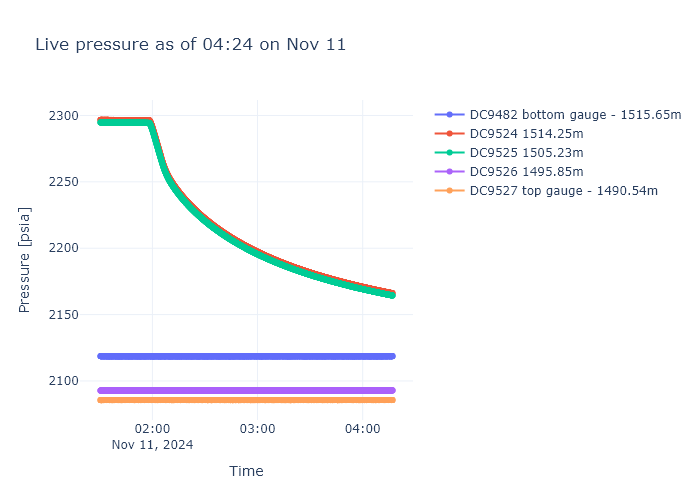 Live pressure as of 04:24 on Nov 11
2300
2250
2200
2150
2100
Pressure [psia]
02:00
Nov 11, 2024
03:00
04:00
Time
DC9482 bottom gauge - 1515.65m
DC9524 1514.25m
DC9525 1505.23m
DC9526 1495.85m
DC9527 top gauge - 1490.54m